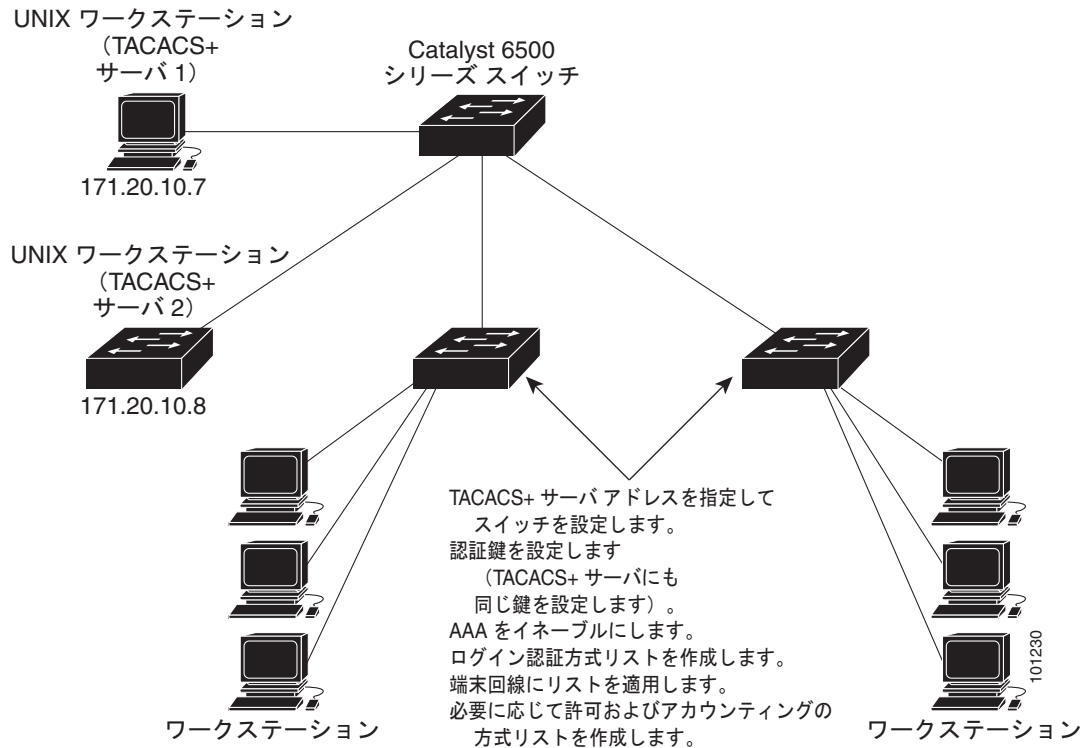 UNIX ワークステーション
（TACACS+
サーバ 1）
Catalyst 6500
シリーズ スイッチ
171.20.10.7
UNIX ワークステーション
（TACACS+
サーバ 2）
171.20.10.8
TACACS+ サーバ アドレスを指定して
スイッチを設定します。
認証鍵を設定します
（TACACS+ サーバにも
同じ鍵を設定します）。
AAA をイネーブルにします。
ログイン認証方式リストを作成します。
端末回線にリストを適用します。
必要に応じて許可およびアカウンティングの
方式リストを作成します。
ワークステーション
ワークステーション
101230